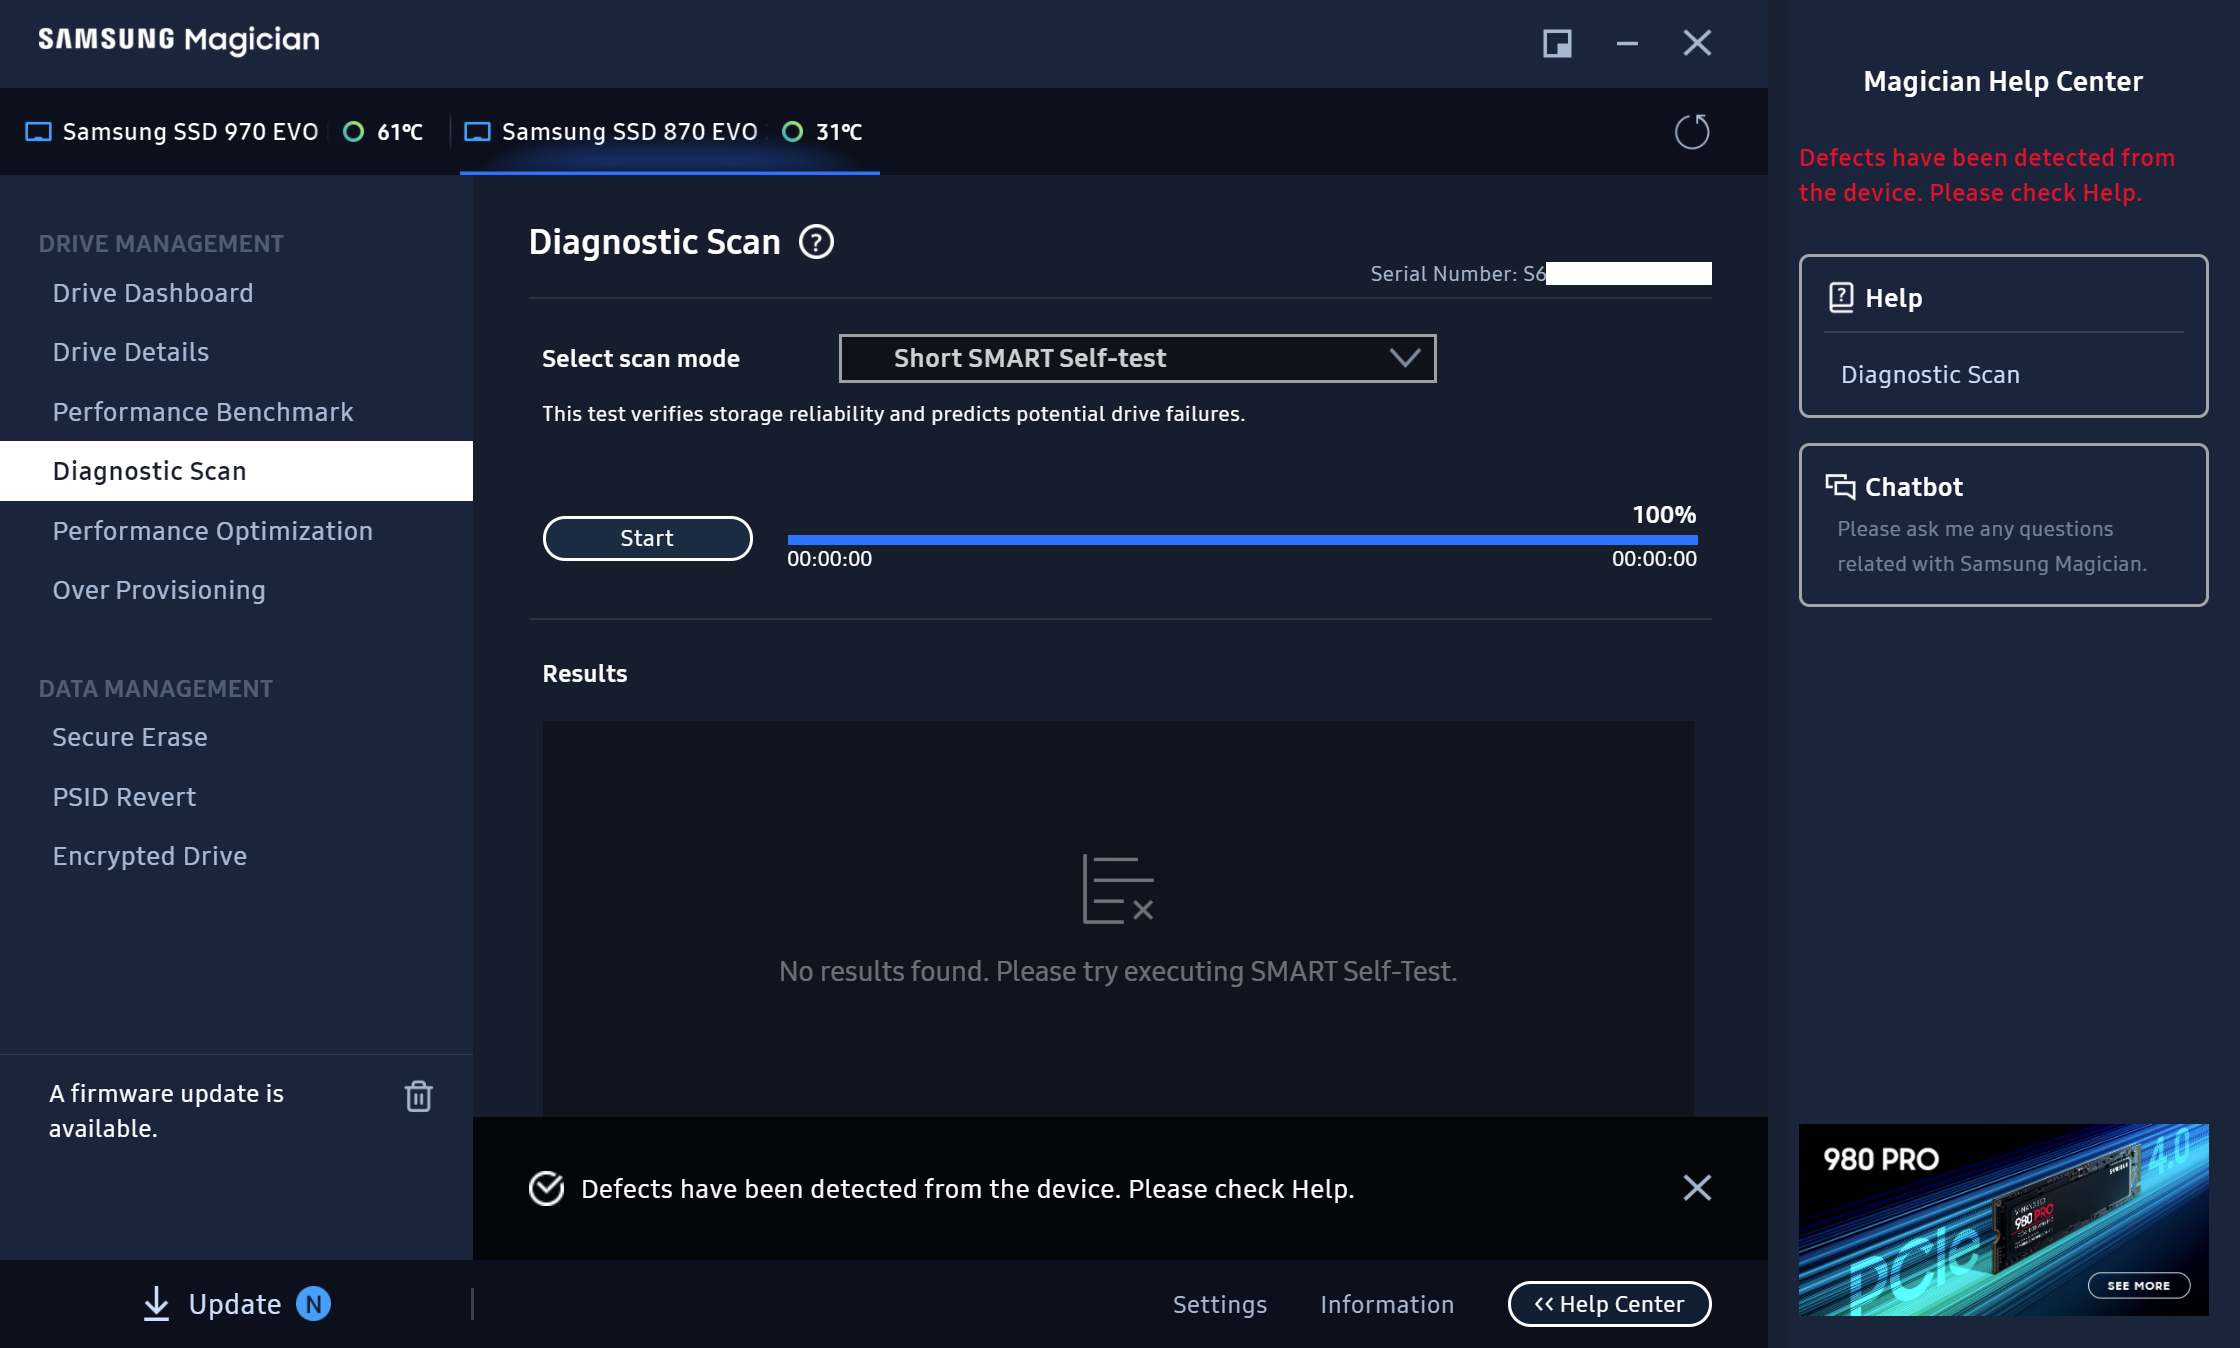 SAMSUNG Magician
Samsung SSD 970 EVO 61℃ Samsung SSD 870 EVO 31℃
DRIVE MANAGEMENT
Drive Dashboard
Drive Details
Performance Benchmark
Diagnostic Scan
Performance Optimization
Over Provisioning
DATA MANAGEMENT
Secure Erase
PSID Revert
Encrypted Drive
A firmware update is
available.
Update N
Diagnostic Scan ?
Serial Number: S6
Select scan mode Short SMART Self-test
This test verifies storage reliability and predicts potential drive failures.
Start 100%
00:00:00 00:00:00
Results
No results found. Please try executing SMART Self-Test.
Defects have been detected from the device. Please check Help.
Settings Information << Help Center
Magician Help Center
Defects have been detected from
the device. Please check Help.
Help
Diagnostic Scan
Chatbot
Please ask me any questions
related with Samsung Magician.
980 PRO
4.0
980 PRO
PCIe
SEE MORE